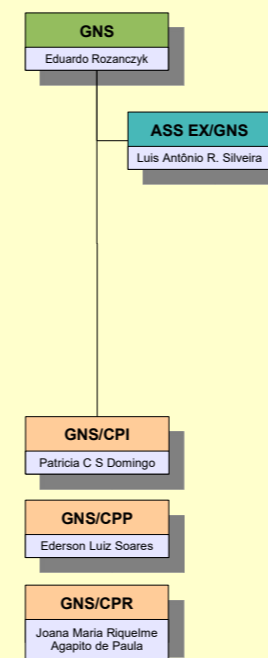 GNS
Eduardo Rozanczyk
ASS EX/GNS
Luis Antônio R. Silveira
GNS/CPI
Patricia C S Domingo
GNS/CPP
Ederson Luiz Soares
GNS/CPR
Joana Maria Riquelme
Agapito de Paula